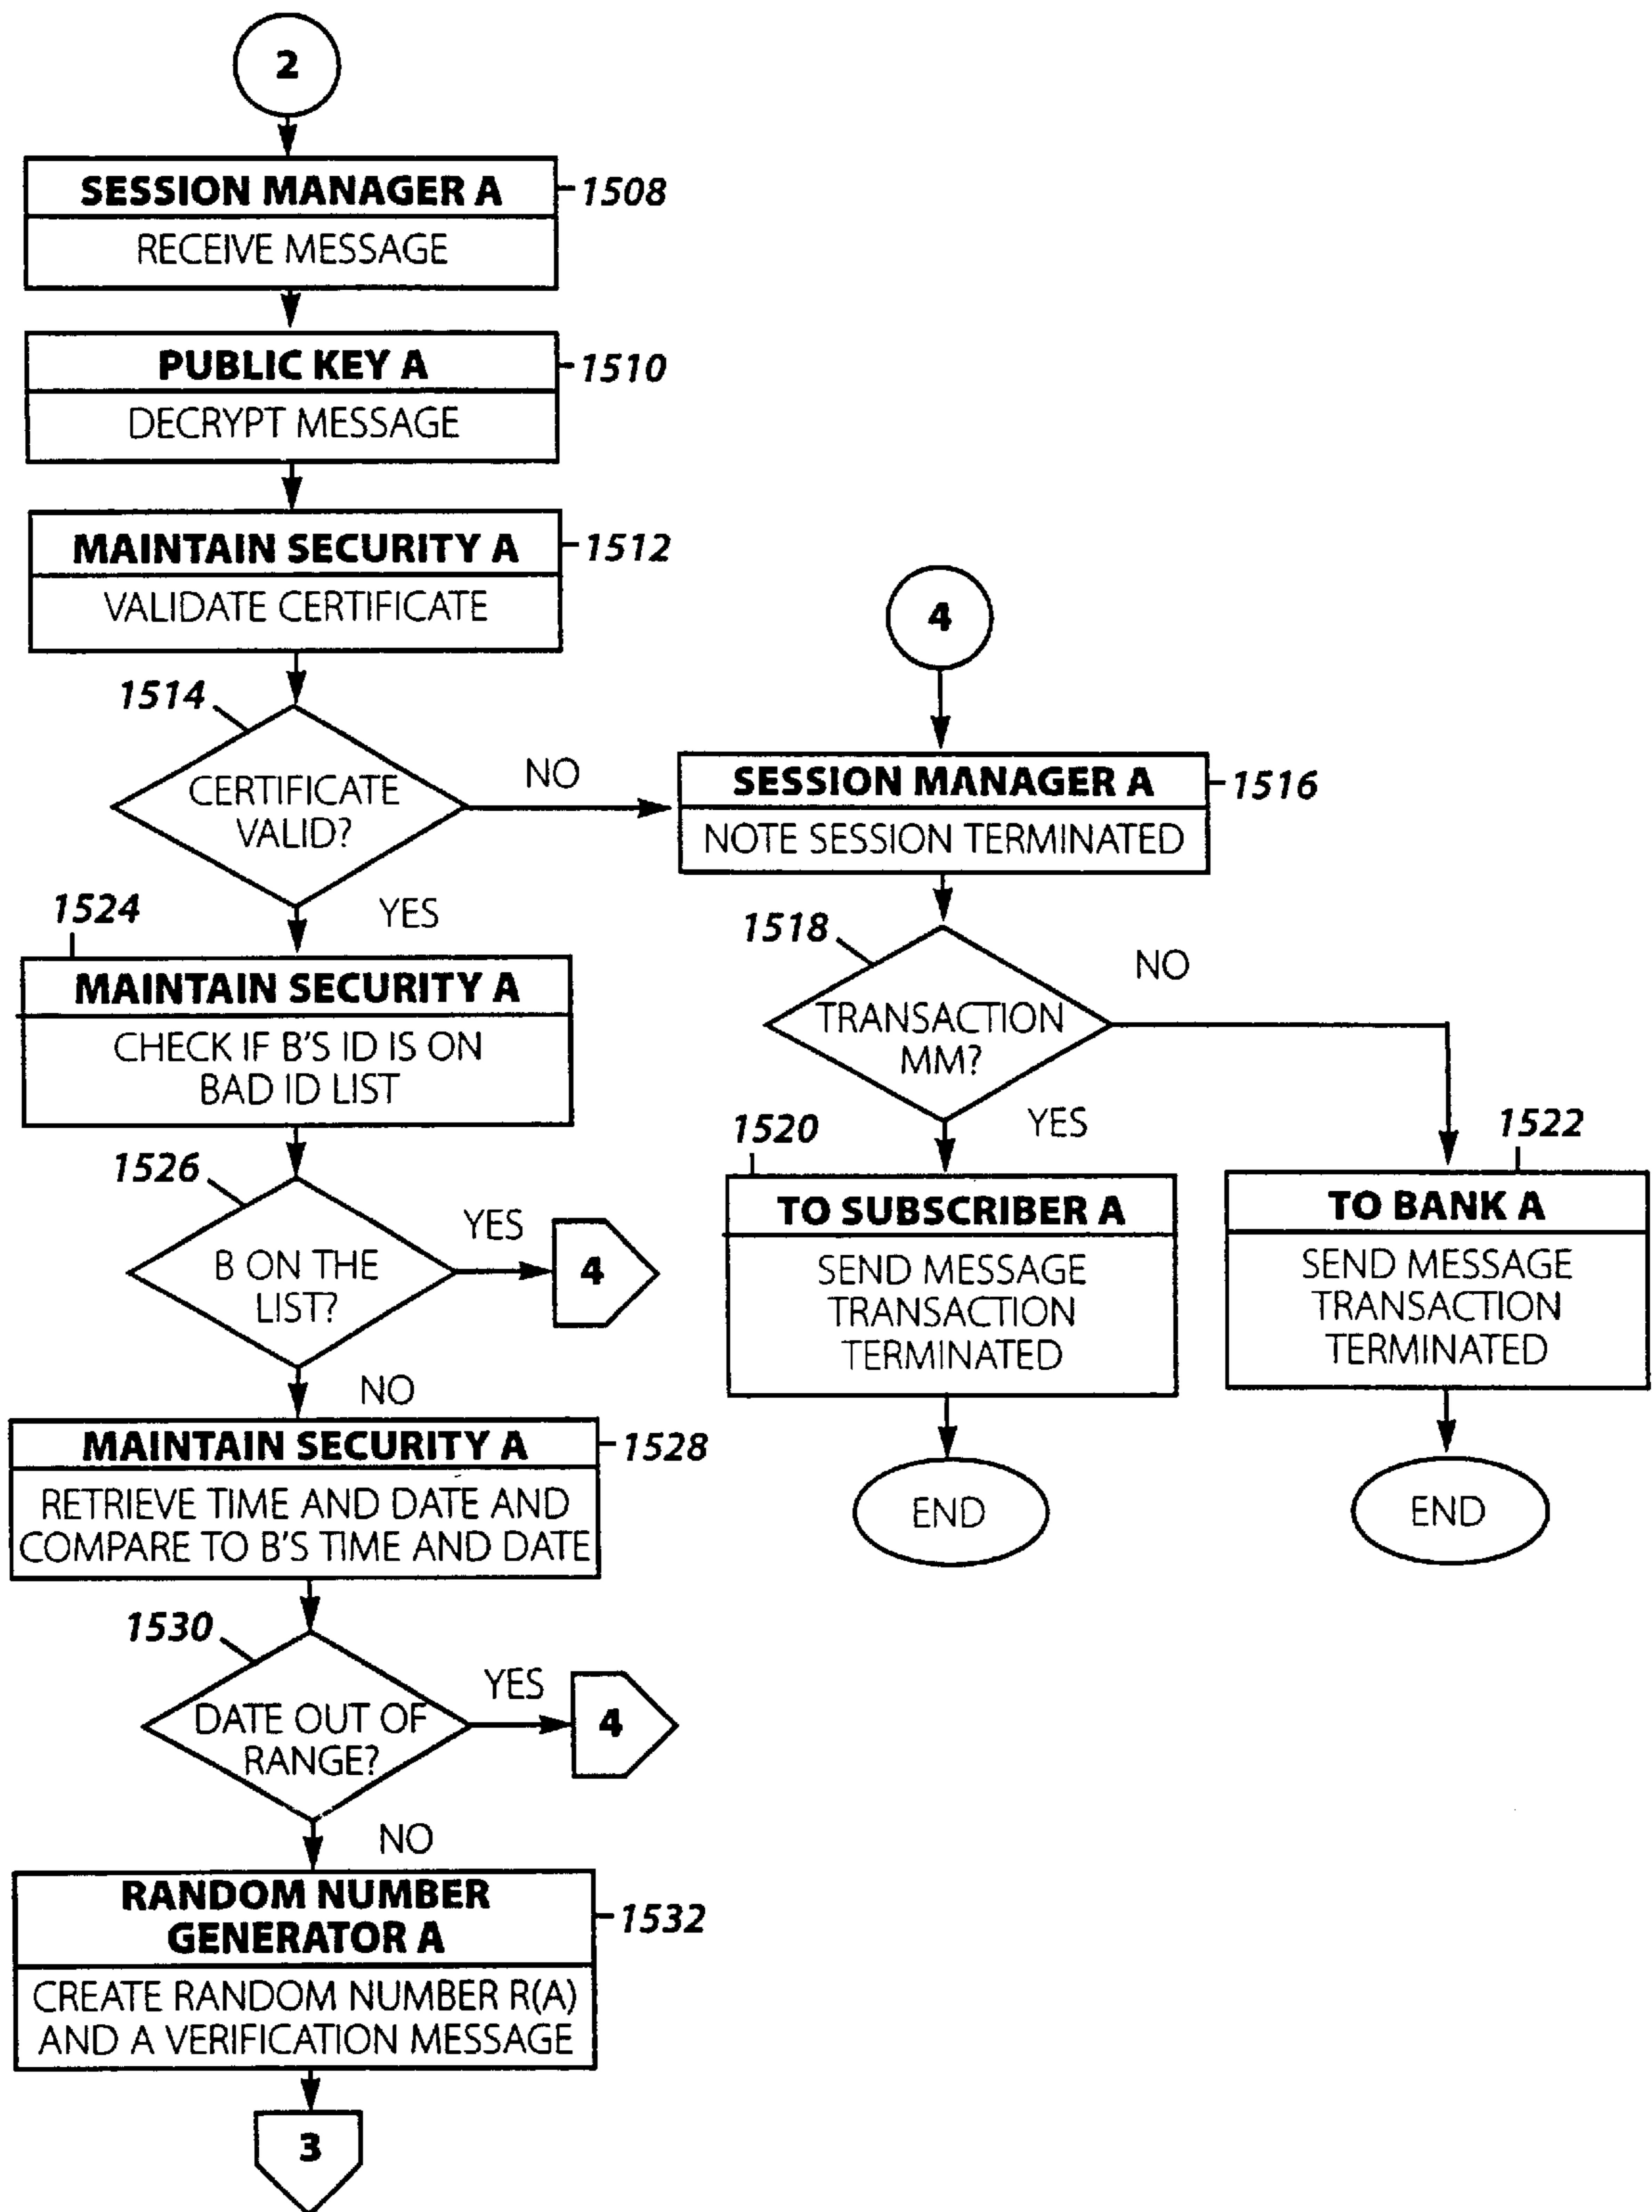 2
SESSION MANAGER A
1508
RECEIVE MESSAGE
PUBLIC KEY A
1510
DECRYPT MESSAGE
MAINTAIN SECURITY A
1512
VALIDATE CERTIFICATE
1514
CERTIFICATE
VALID?
NO
YES
4
SESSION MANAGER A
1516
NOTE SESSION TERMINATED
1518
TRANSACTION
MM?
NO
YES
1520
TO SUBSCRIBER A
SEND MESSAGE
TRANSACTION
TERMINATED
END
1522
TO BANK A
SEND MESSAGE
TRANSACTION
TERMINATED
END
1524
MAINTAIN SECURITY A
CHECK IF B'S ID IS ON
BAD ID LIST
1526
B ON THE
LIST?
YES
4
NO
MAINTAIN SECURITY A
1528
RETRIEVE TIME AND DATE AND
COMPARE TO B'S TIME AND DATE
1530
DATE OUT OF
RANGE?
YES
4
NO
RANDOM NUMBER
GENERATOR A
1532
CREATE RANDOM NUMBER R(A)
AND A VERIFICATION MESSAGE
3